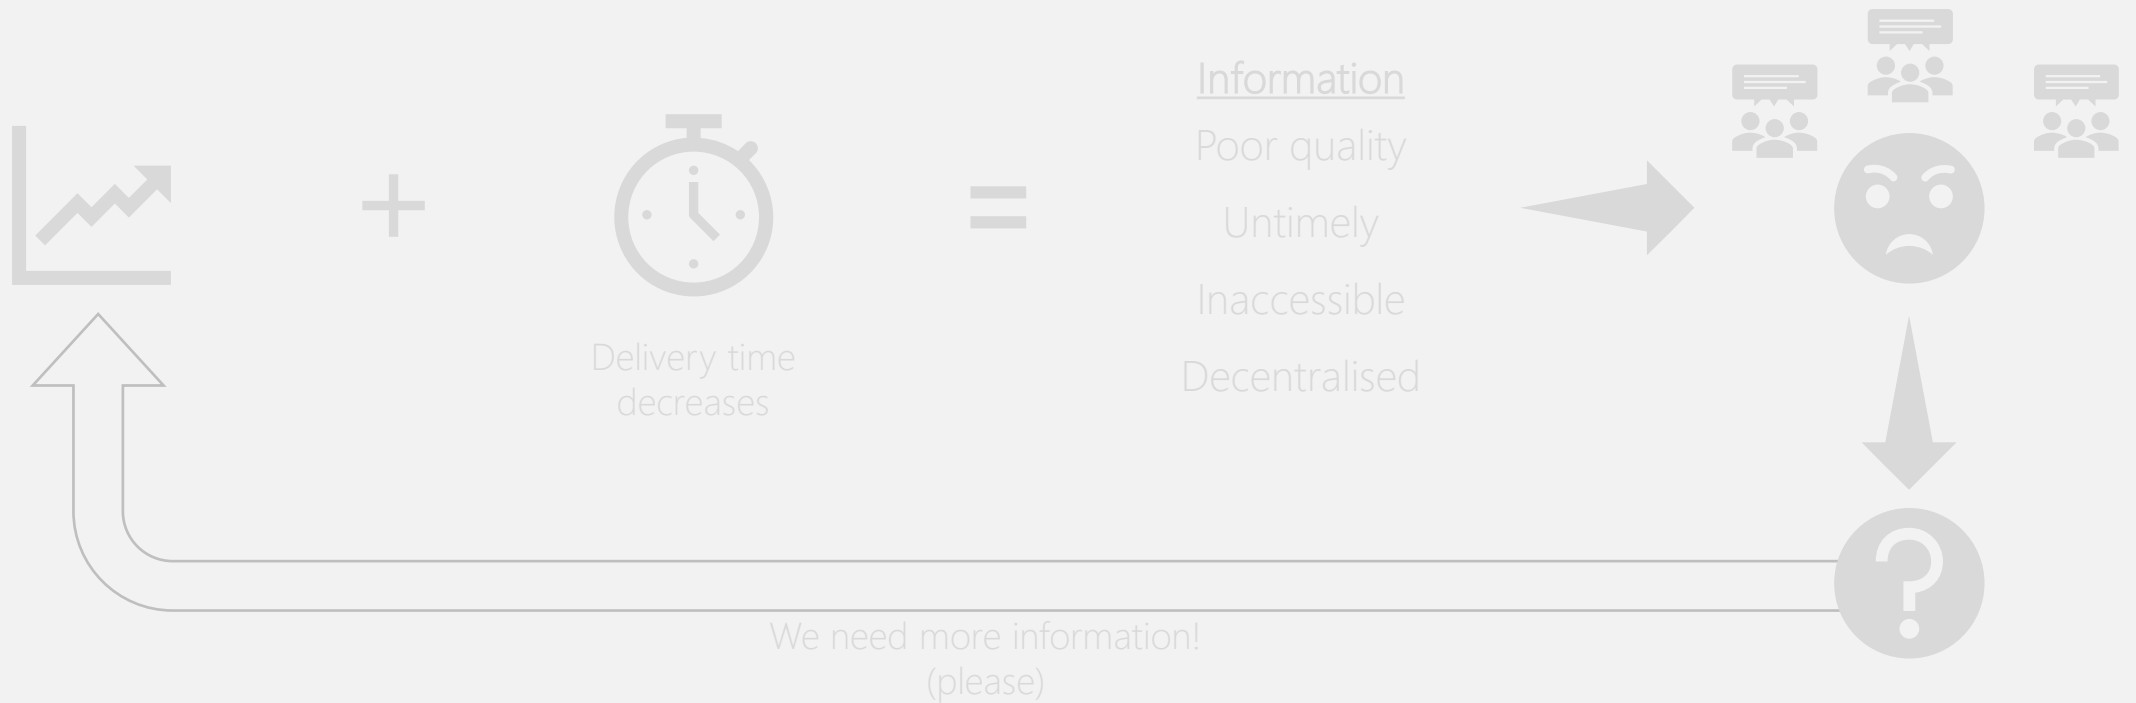 Information
Poor quality
Untimely
Inaccessible
Decentralised
Delivery time
decreases
We need more information!
(please)